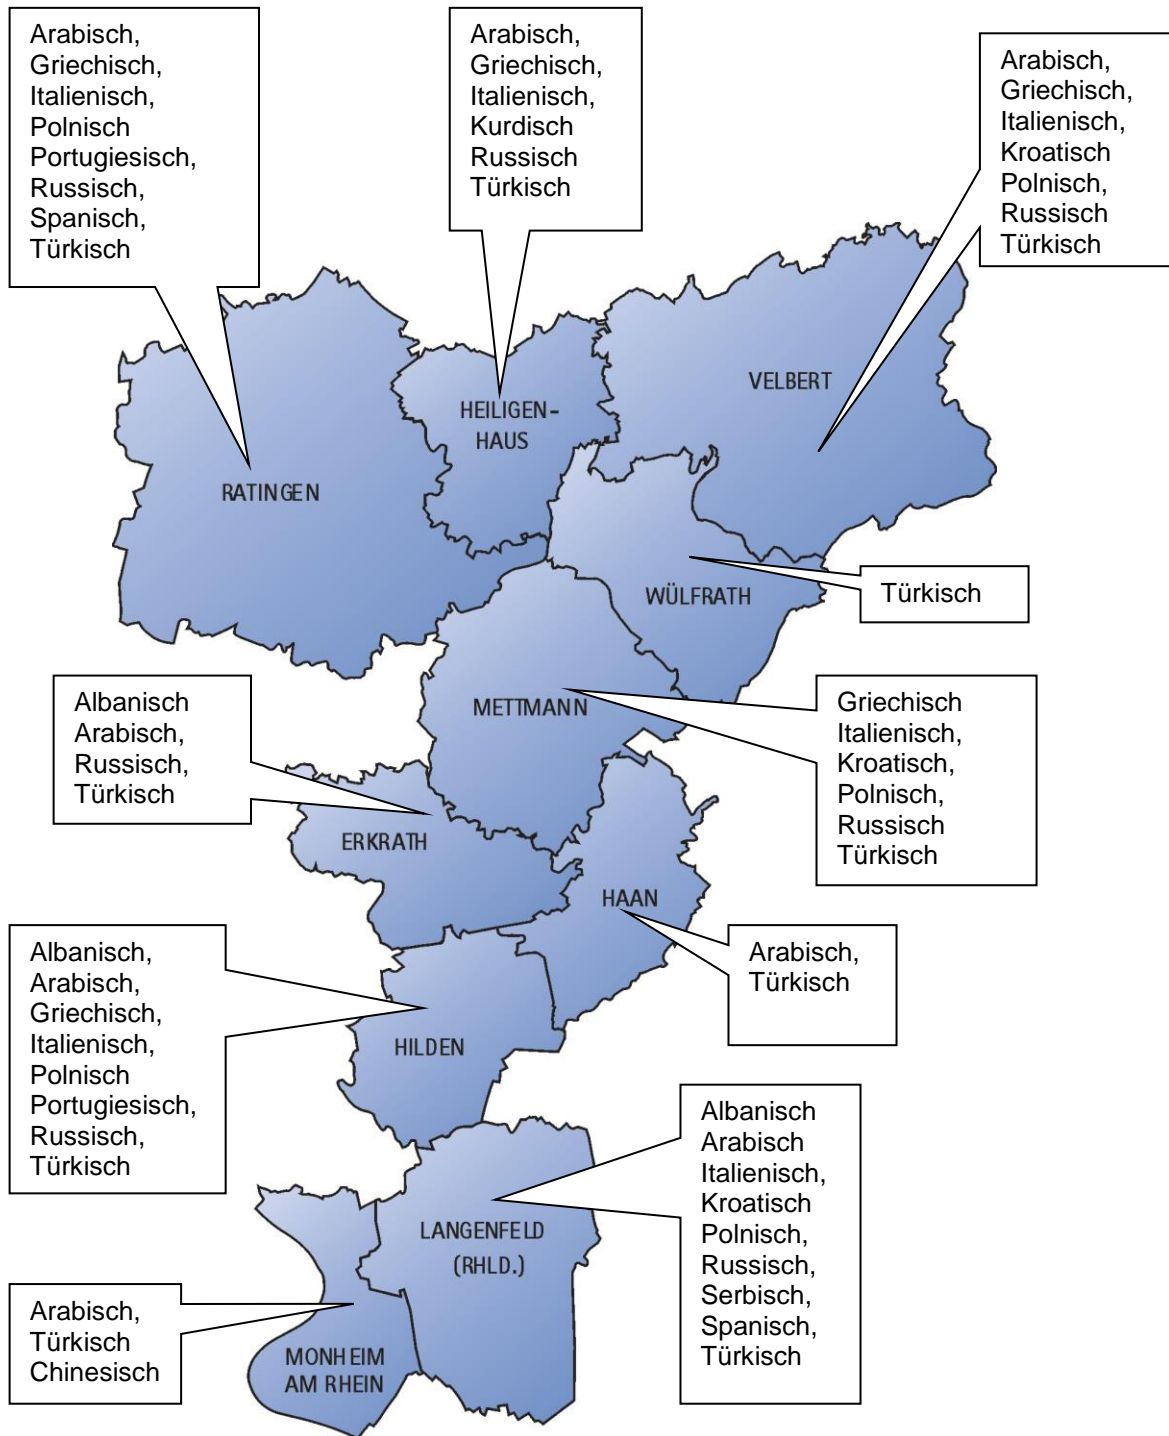 Arabisch,
Griechisch,
Italienisch,
Polnisch
Portugiesisch,
Russisch,
Spanisch,
Türkisch
Arabisch,
Griechisch,
Italienisch,
Kurdisch
Russisch
Türkisch
Arabisch,
Griechisch,
Italienisch,
Kroatisch
Polnisch,
Russisch
Türkisch
VELBERT
HEILIGEN-
HAUS
RATINGEN
WÜLFRATH
Türkisch
METTMANN
Albanisch
Arabisch,
Russisch,
Türkisch
Griechisch
Italienisch,
Kroatisch,
Polnisch,
Russisch
Türkisch
ERKRATH
HAAN
Arabisch,
Türkisch
Albanisch,
Arabisch,
Griechisch,
Italienisch,
Polnisch
Portugiesisch,
Russisch,
Türkisch
HILDEN
Albanisch
Arabisch
Italienisch,
Kroatisch
Polnisch,
Russisch,
Serbisch,
Spanisch,
Türkisch
LANGENFELD
(RHLD.)
Arabisch,
Türkisch
Chinesisch
MONHEIM
AM RHEIN